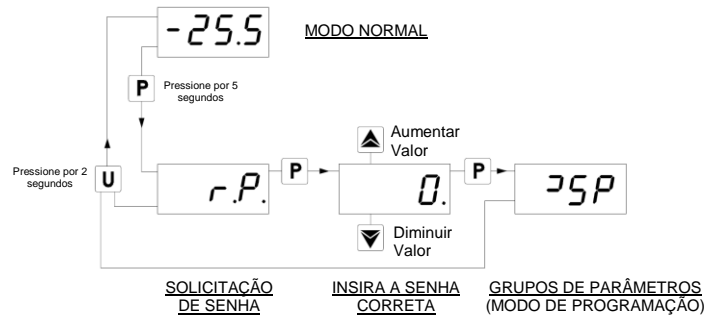 -25.5
MODO NORMAL
P
Pressione por 5
segundos
Pressione por 2
segundos
U
r.P.
P
Aumentar
Valor
0.
Diminuir
Valor
P
⊃SP
SOLICITAÇÃO
DE SENHA
INSIRA A SENHA
CORRETA
GRUPOS DE PARÂMETROS
(MODO DE PROGRAMAÇÃO)